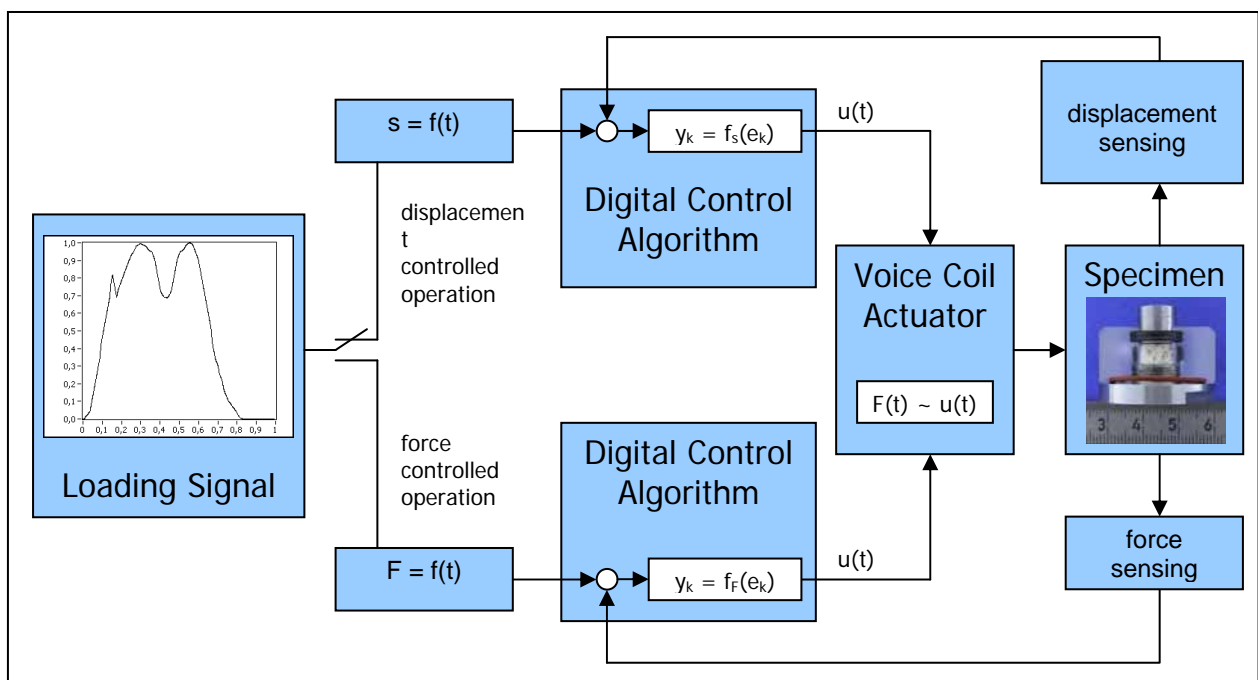 s = f(t)
displacemen
t
controlled
operation
1,0
0,9
0,8
0,7
0,6
0,5
0,4
0,3
0,2
0,1
0,0
0 0,1 0,2 0,3 0,4 0,5 0,6 0,7 0,8 0,9 1
Loading Signal
force
controlled
operation
F = f(t)
yₖ = fₛ(eₖ)
Digital Control
Algorithm
u(t)
Digital Control
Algorithm
yₖ = f_F(eₖ)
u(t)
Voice Coil
Actuator
F(t) ~ u(t)
displacement
sensing
Specimen
3 4 5 6
force
sensing